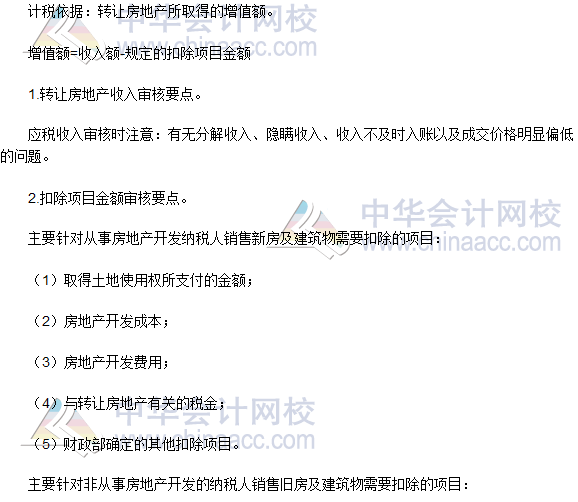 计税依据：转让房地产所取得的增值额。
增值额=收入额-规定的扣除项目金额
1.转让房地产收入审核要点。
应税收入审核时注意：有无分解收入、隐瞒收入、收入不及时入账以及成交价格明显偏低
的问题。
2.扣除项目金额审核要点。
中华会计网校
www.chinaacc.com
主要针对从事房地产开发纳税人销售新房及建筑物需要扣除的项目：
（1）取得土地使用权所支付的金额；
（2）房地产开发成本；
（3）房地产开发费用；
（4）与转让房地产有关的税金；
（5）财政部确定的其他扣除项目。
主要针对非从事房地产开发的纳税人销售旧房及建筑物需要扣除的项目：
中华会计网校
www.chinaacc.com
中华会计网校
www.chinaacc.com